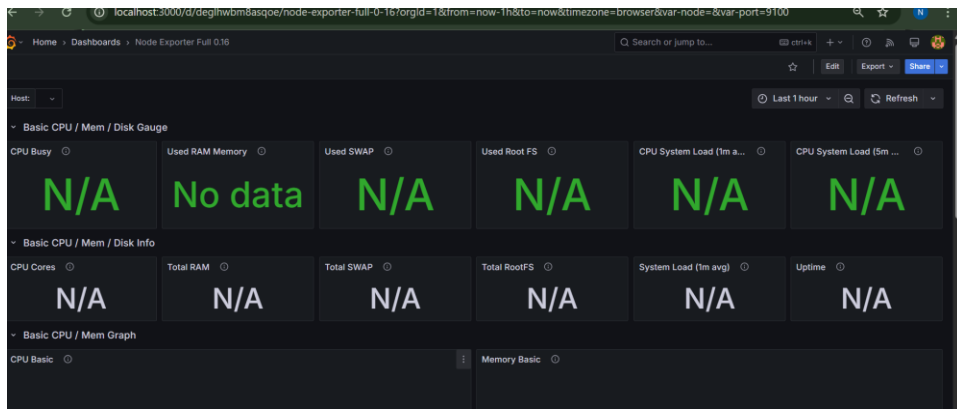 localhost:3000/d/deglhwbm8asqoe/node-exporter-full-0-16?orgId=1&from=now-1h&to=now&timezone=browser&var-node=&var-port=9100
N
Home › Dashboards › Node Exporter Full 0.16
Search or jump to...
ctrl+k
Edit
Export
Share
Host:
Last 1 hour
Refresh
Basic CPU / Mem / Disk Gauge
CPU Busy
Used RAM Memory
Used SWAP
Used Root FS
CPU System Load (1m a...
CPU System Load (5m ...
N/A
No data
N/A
N/A
N/A
N/A
Basic CPU / Mem / Disk Info
CPU Cores
Total RAM
Total SWAP
Total RootFS
System Load (1m avg)
Uptime
N/A
N/A
N/A
N/A
N/A
N/A
Basic CPU / Mem Graph
CPU Basic
Memory Basic